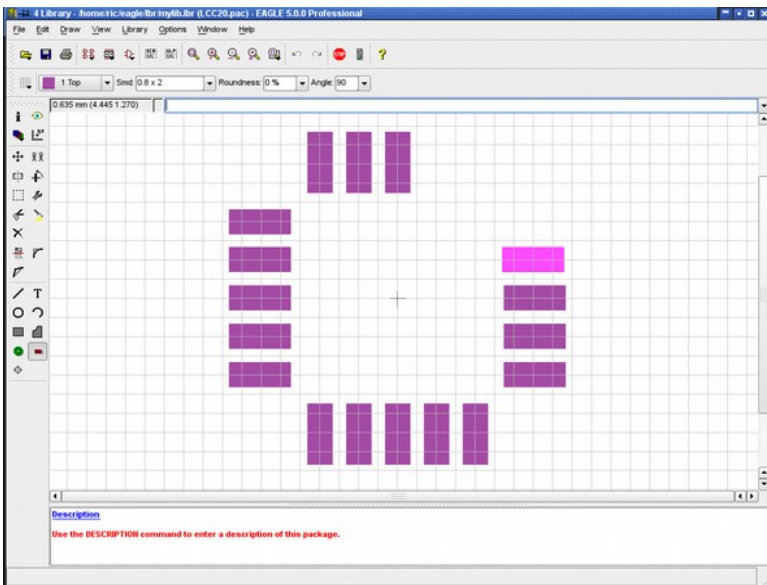 4 Library - /home/ric/eagle/lbr/mylib.lbr (LCC20.pac) - EAGLE 5.0.0 Professional
File Edit Draw View Library Options Window Help
1 Top Smd: 0.8 x 2 Roundness: 0 % Angle: 90
0.635 mm (4.445 1.270)
Description
Use the DESCRIPTION command to enter a description of this package.